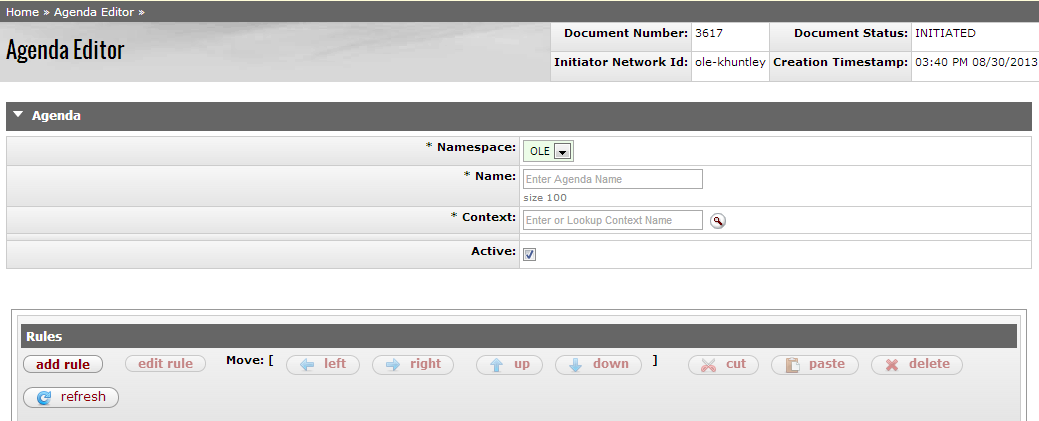 Home » Agenda Editor »
Agenda Editor
Document Number: 3617 Document Status: INITIATED
Initiator Network Id: ole-khuntley Creation Timestamp: 03:40 PM 08/30/2013
Agenda
* Namespace: OLE
* Name: Enter Agenda Name
size 100
* Context: Enter or Lookup Context Name
Active:
Rules
add rule edit rule Move: [ left right up down ] cut paste delete
refresh